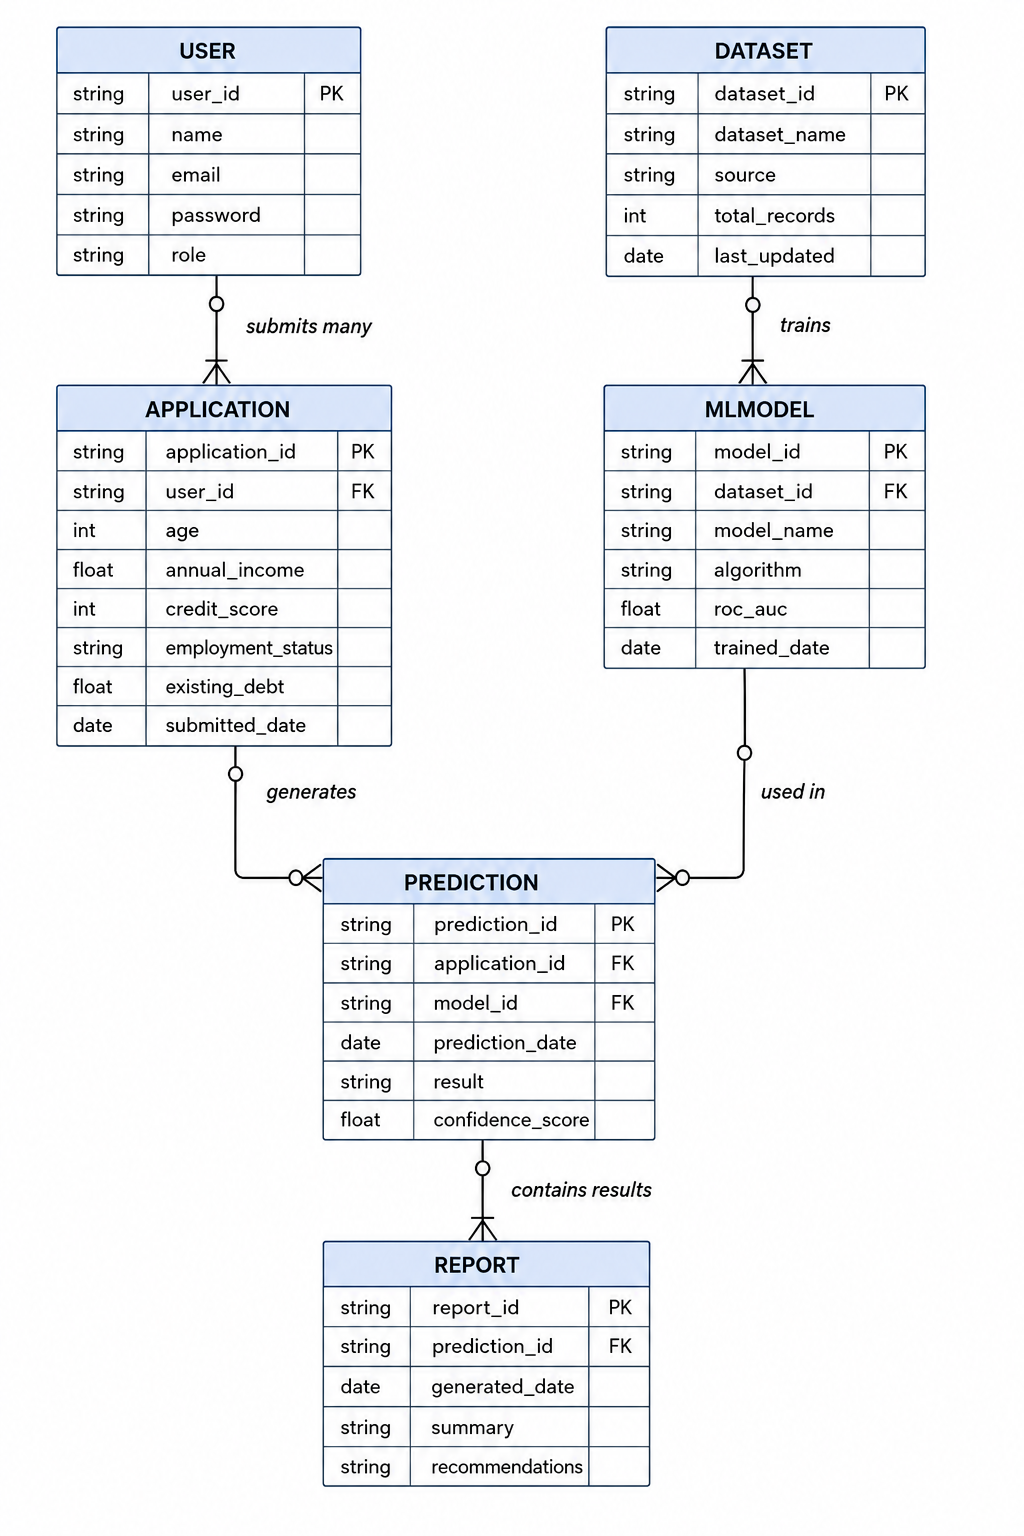 USER
string user_id PK
string name
string email
string password
string role
submits many
APPLICATION
string application_id PK
string user_id FK
int age
float annual_income
int credit_score
string employment_status
float existing_debt
date submitted_date
generates
DATASET
string dataset_id PK
string dataset_name
string source
int total_records
date last_updated
trains
MLMODEL
string model_id PK
string dataset_id FK
string model_name
string algorithm
float roc_auc
date trained_date
used in
PREDICTION
string prediction_id PK
string application_id FK
string model_id FK
date prediction_date
string result
float confidence_score
contains results
REPORT
string report_id PK
string prediction_id FK
date generated_date
string summary
string recommendations